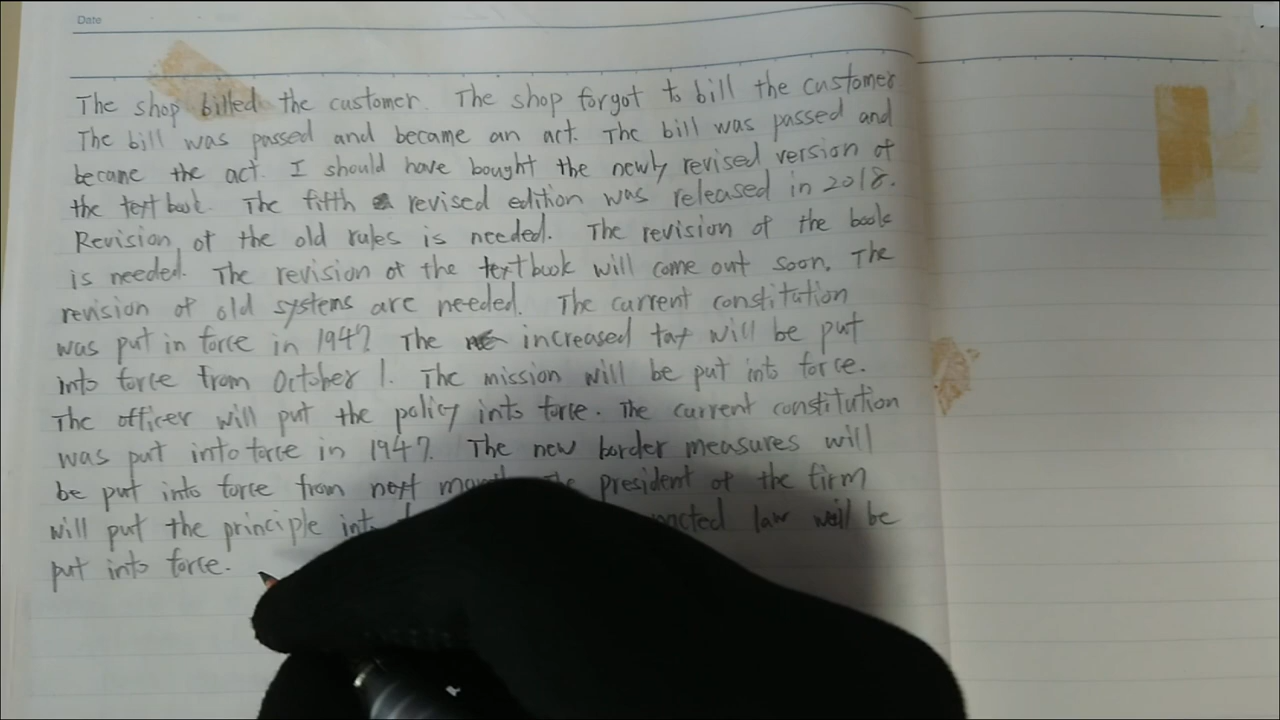 Date
The shop billed the customer. The shop forgot to bill the customer
The bill was passed and became an act. The bill was passed and
became the act. I should have bought the newly revised version of
the textbook. The fifth revised edition was released in 2018.
Revision of the old rules is needed. The revision of the book
is needed. The revision of the textbook will come out soon. The
revision of old systems are needed. The current constitution
was put in force in 1947. The increased tax will be put
into force from October 1. The mission will be put into force.
The officer will put the policy into force. The current constitution
was put into force in 1947. The new border measures will
be put into force from next president of the firm
will put the principle law will be
put into force.